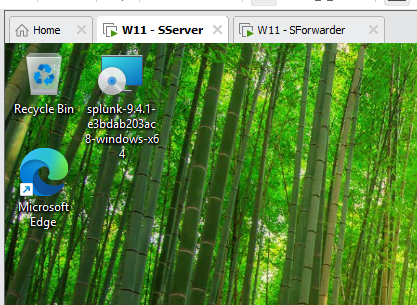 Home
W11 - SServer
W11 - SForwarder
Recycle Bin
splunk-9.4.1-
e3bdab203ac
8-windows-x6
4
Microsoft
Edge